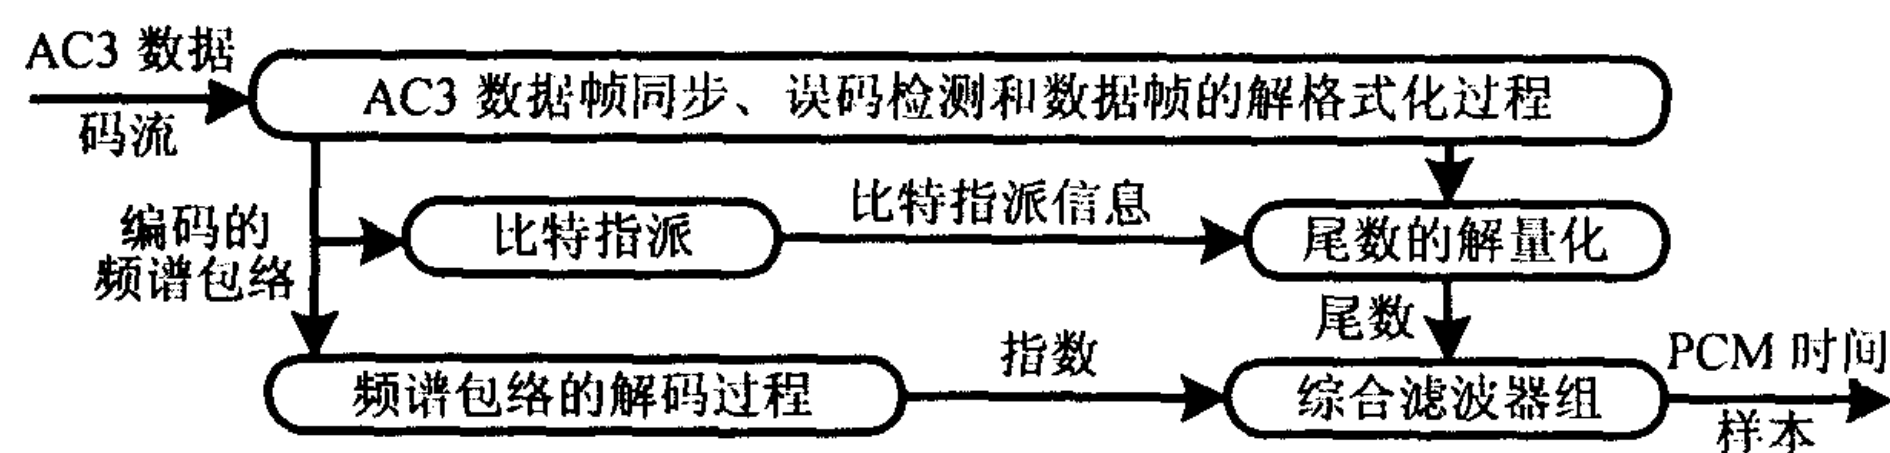 AC3 数据
码流
AC3 数据帧同步、误码检测和数据帧的解格式化过程
编码的
频谱包络
比特指派
比特指派信息
尾数的解量化
尾数
频谱包络的解码过程
指数
综合滤波器组
PCM 时间
样本